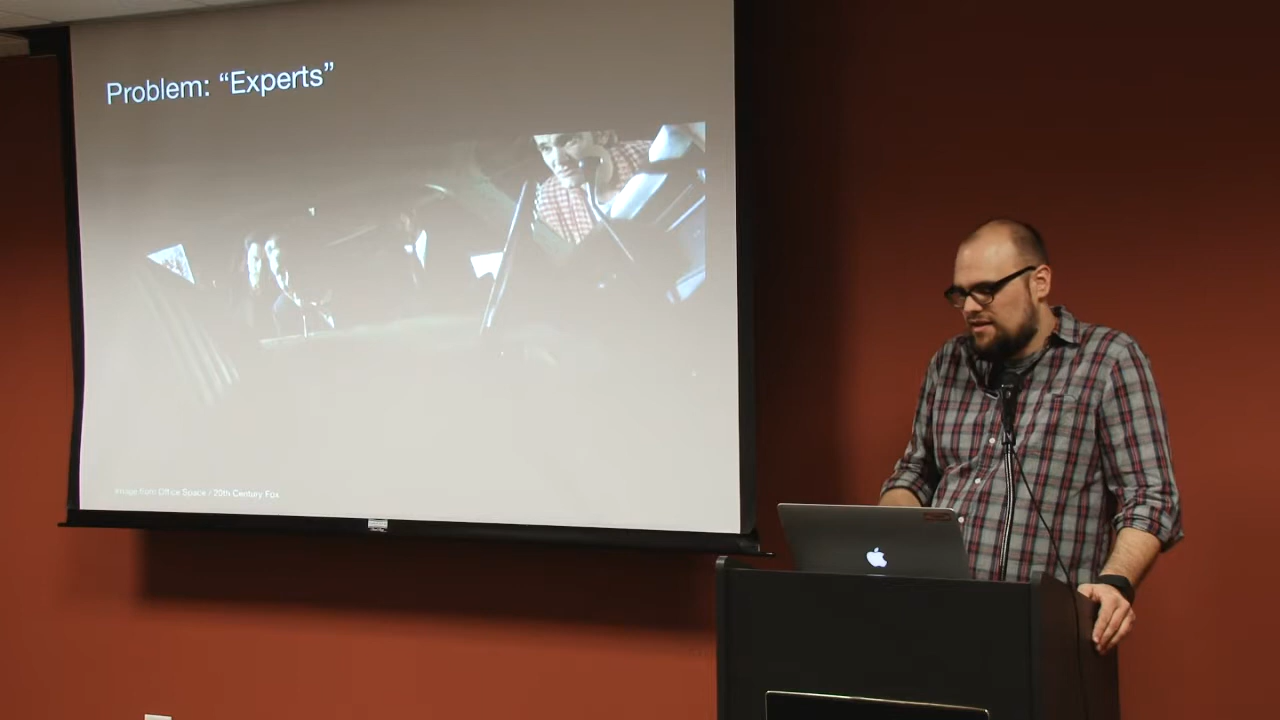 Problem: “Experts”
Image from Office Space / 20th Century Fox